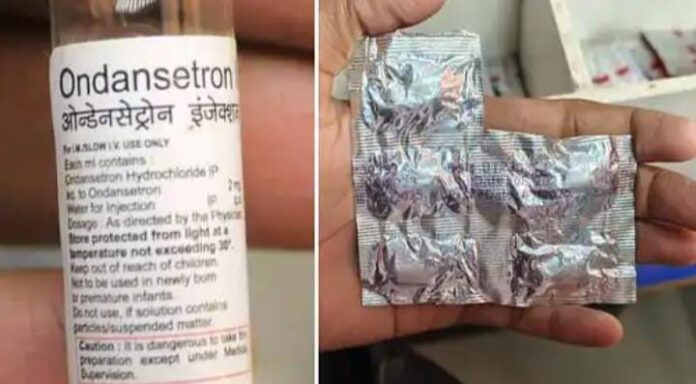 Ondansetron
ओन्डेनसेट्रोन इंजेक्शन
For I.M./SLOW I.V. USE ONLY
Each ml contains :
Ondansetron Hydrochloride IP
eq. to Ondansetron 2 mg
Water for Injection IP
Dosage : As directed by the Physician
Store protected from light at a
temperature not exceeding 30°.
Keep out of reach of children.
Not to be used in newly born
or premature infants.
Do not use, if solution contains
particles/suspended matter.
Caution : It is dangerous to take this
preparation except under Medical
Supervision.